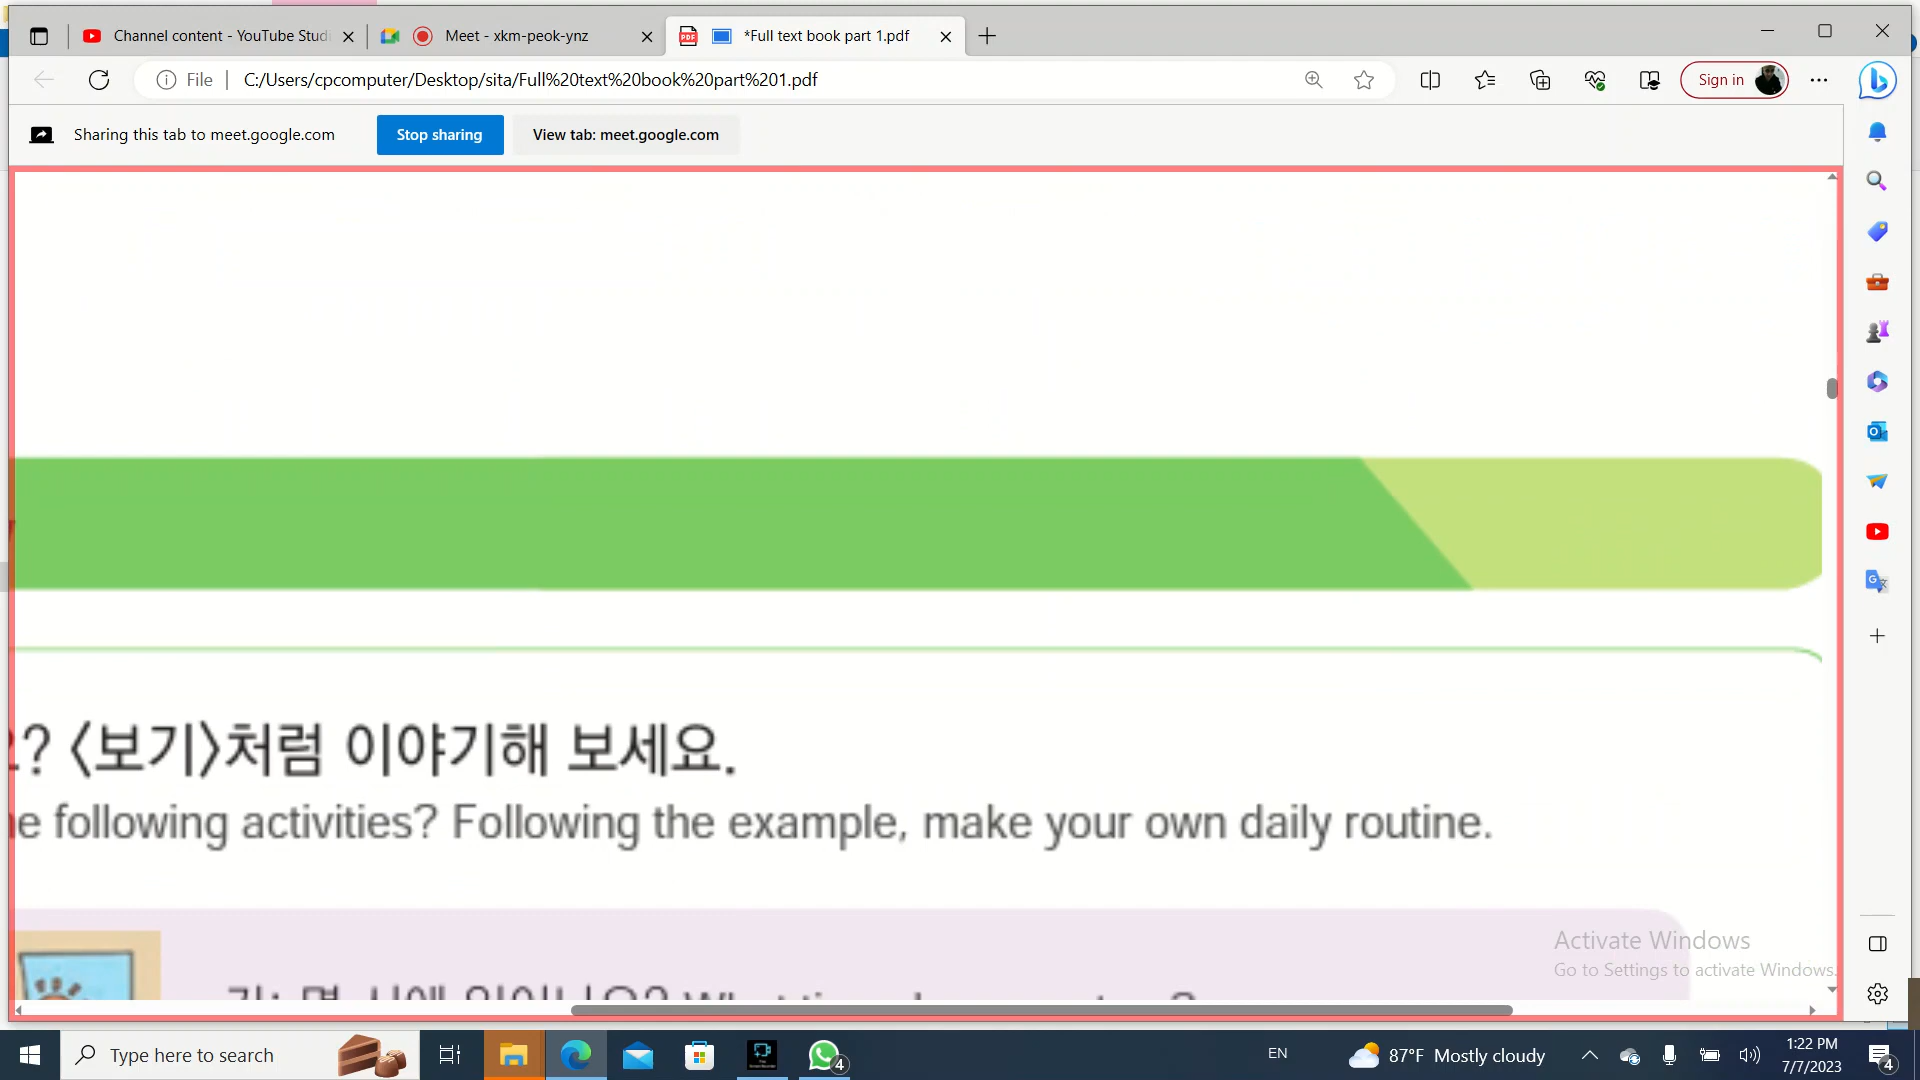 Channel content - YouTube Stud
Meet - xkm-peok-ynz
*Full text book part 1.pdf
File
C:/Users/cpcomputer/Desktop/sita/Full%20text%20book%20part%201.pdf
Sign in
Sharing this tab to meet.google.com
Stop sharing
View tab: meet.google.com
? 〈보기〉처럼 이야기해 보세요.
following activities? Following the example, make your own daily routine.
Activate Windows
Go to Settings to activate Windows.
Type here to search
4
EN
87°F Mostly cloudy
1:22 PM
7/7/2023
4